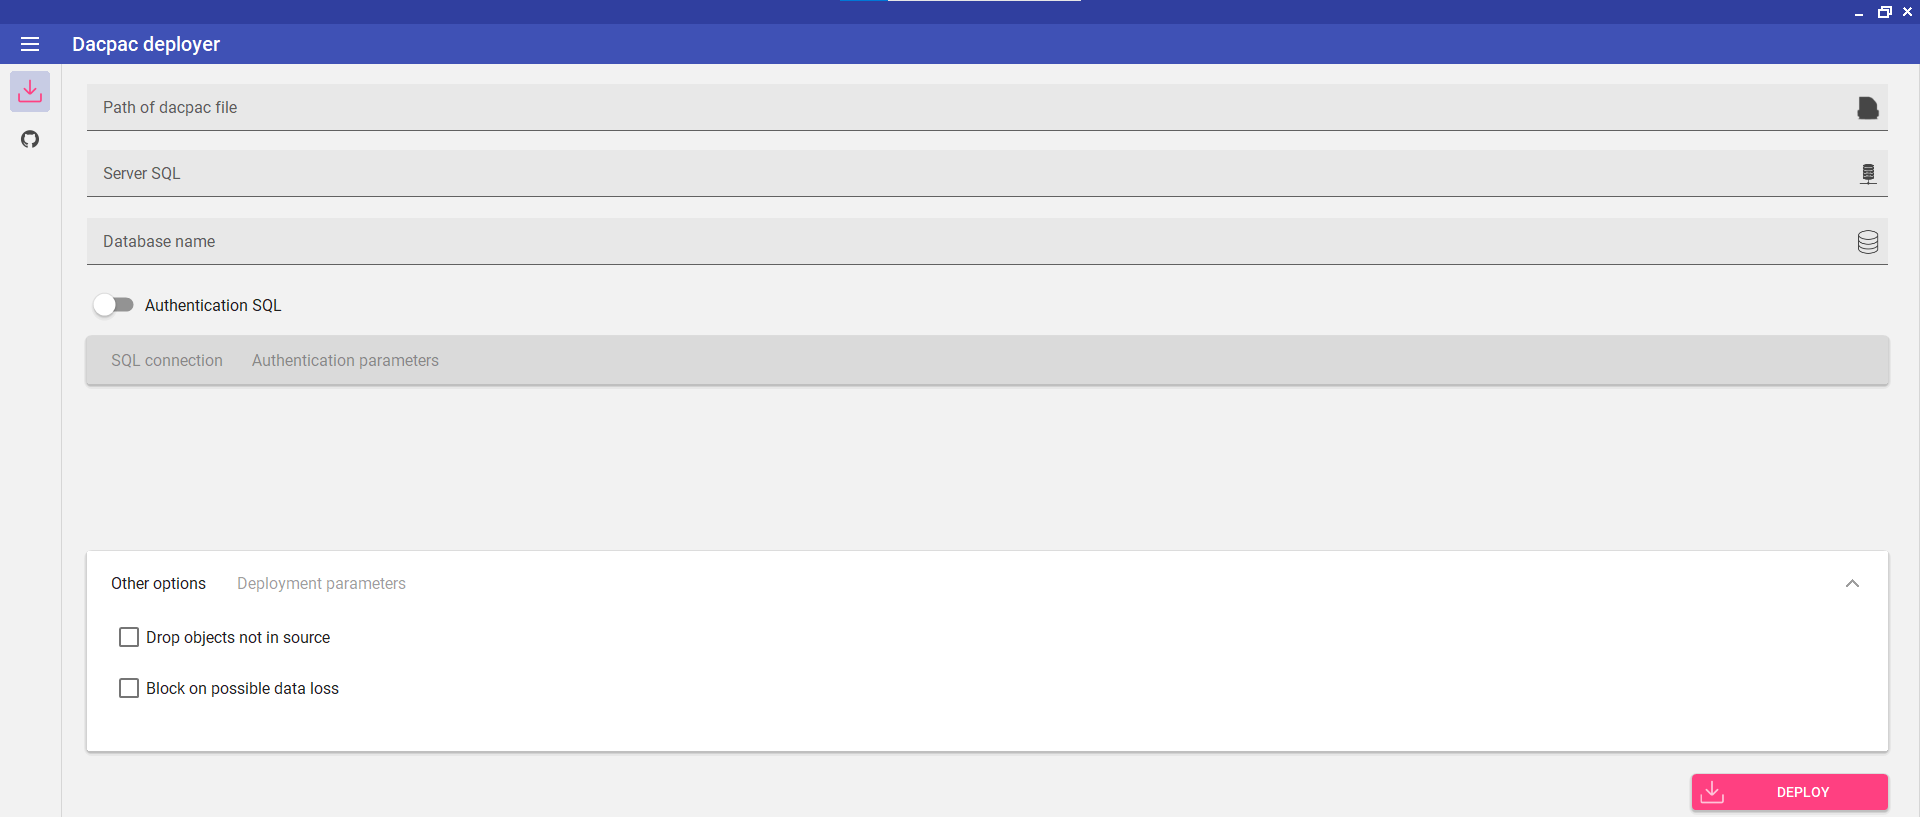 Dacpac deployer
Path of dacpac file
Server SQL
Database name
Authentication SQL
SQL connection Authentication parameters
Other options Deployment parameters
Drop objects not in source
Block on possible data loss
DEPLOY